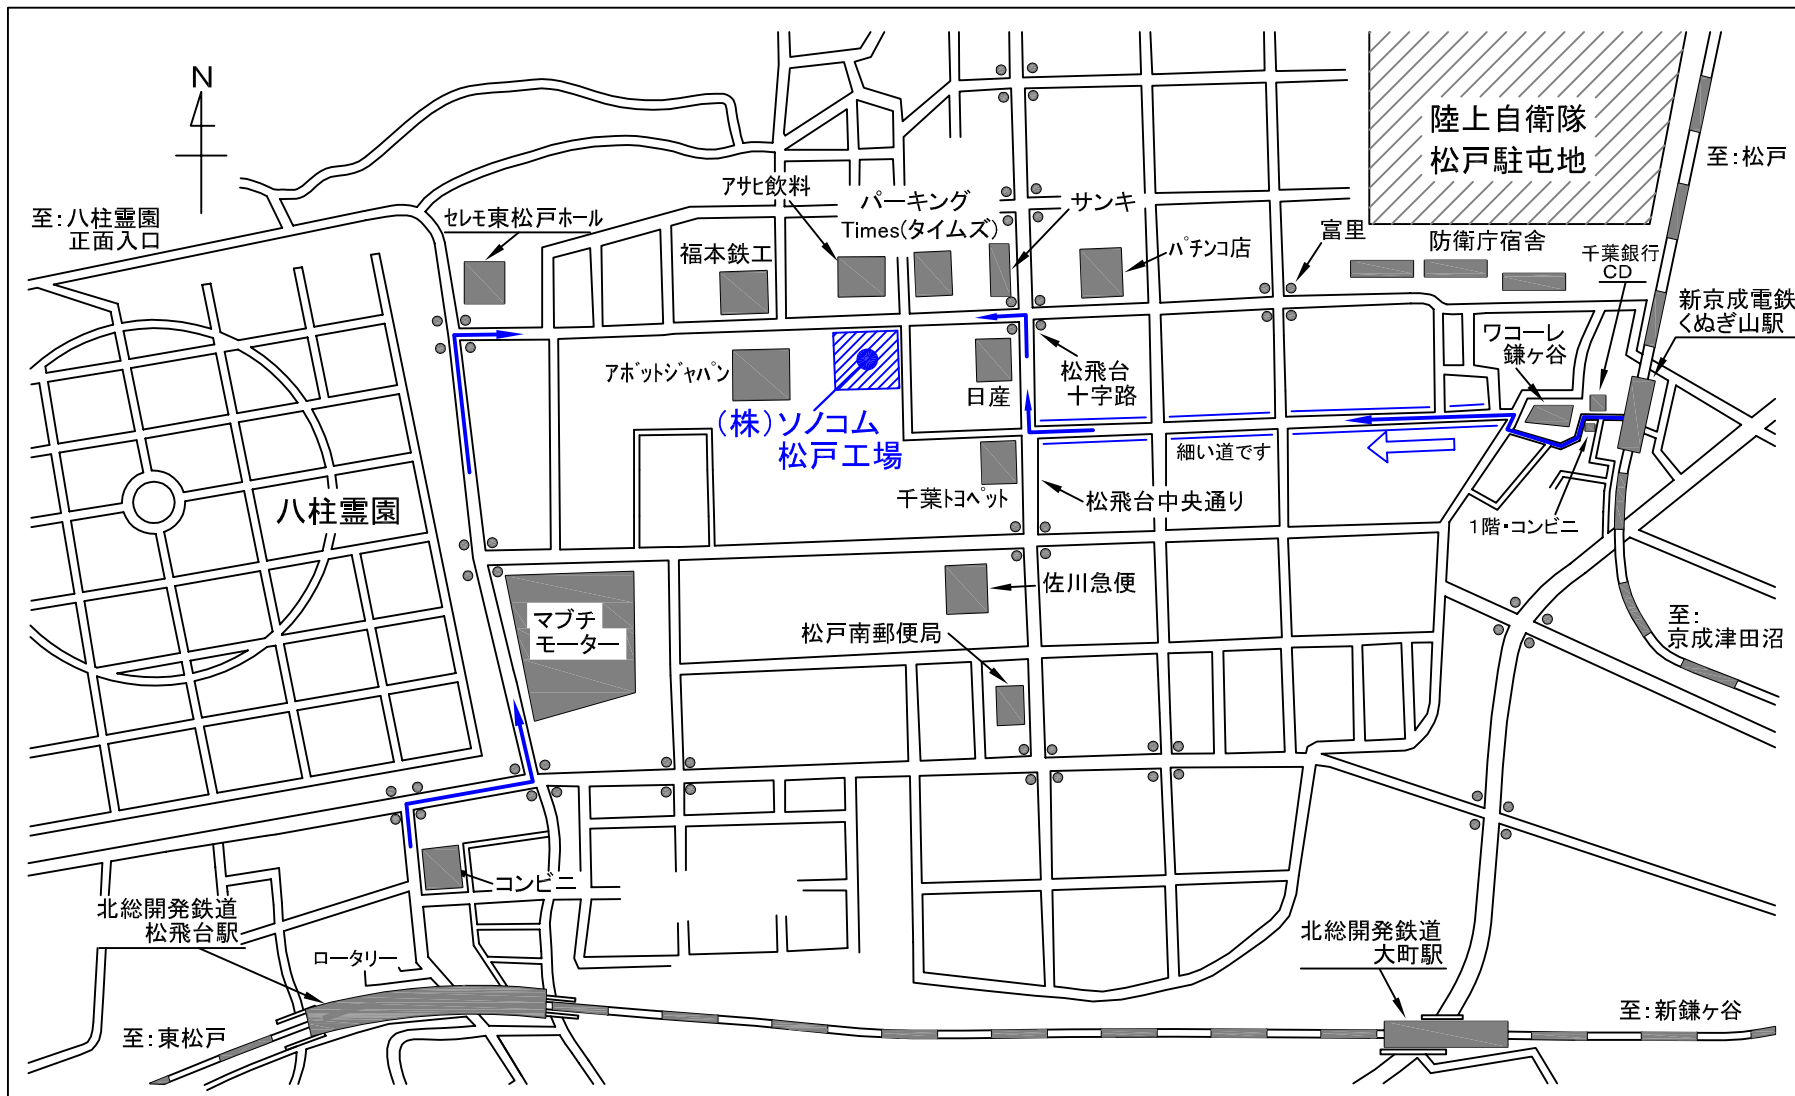 N
陸上自衛隊
松戸駐屯地
至:松戸
至:八柱霊園
正面入口
セレモ東松戸ホール
アサヒ飲料
パーキング
Times(タイムズ)
サンキ
福本鉄工
パチンコ店
富里
防衛庁宿舎
千葉銀行
CD
新京成電鉄
くぬぎ山駅
ワコーレ
鎌ヶ谷
アボットジャパン
日産
松飛台
十字路
(株)ソノコム
松戸工場
細い道です
千葉トヨペット
松飛台中央通り
1階・コンビニ
八柱霊園
佐川急便
マブチ
モーター
松戸南郵便局
至:
京成津田沼
コンビニ
北総開発鉄道
松飛台駅
ロータリー
北総開発鉄道
大町駅
至:東松戸
至:新鎌ヶ谷